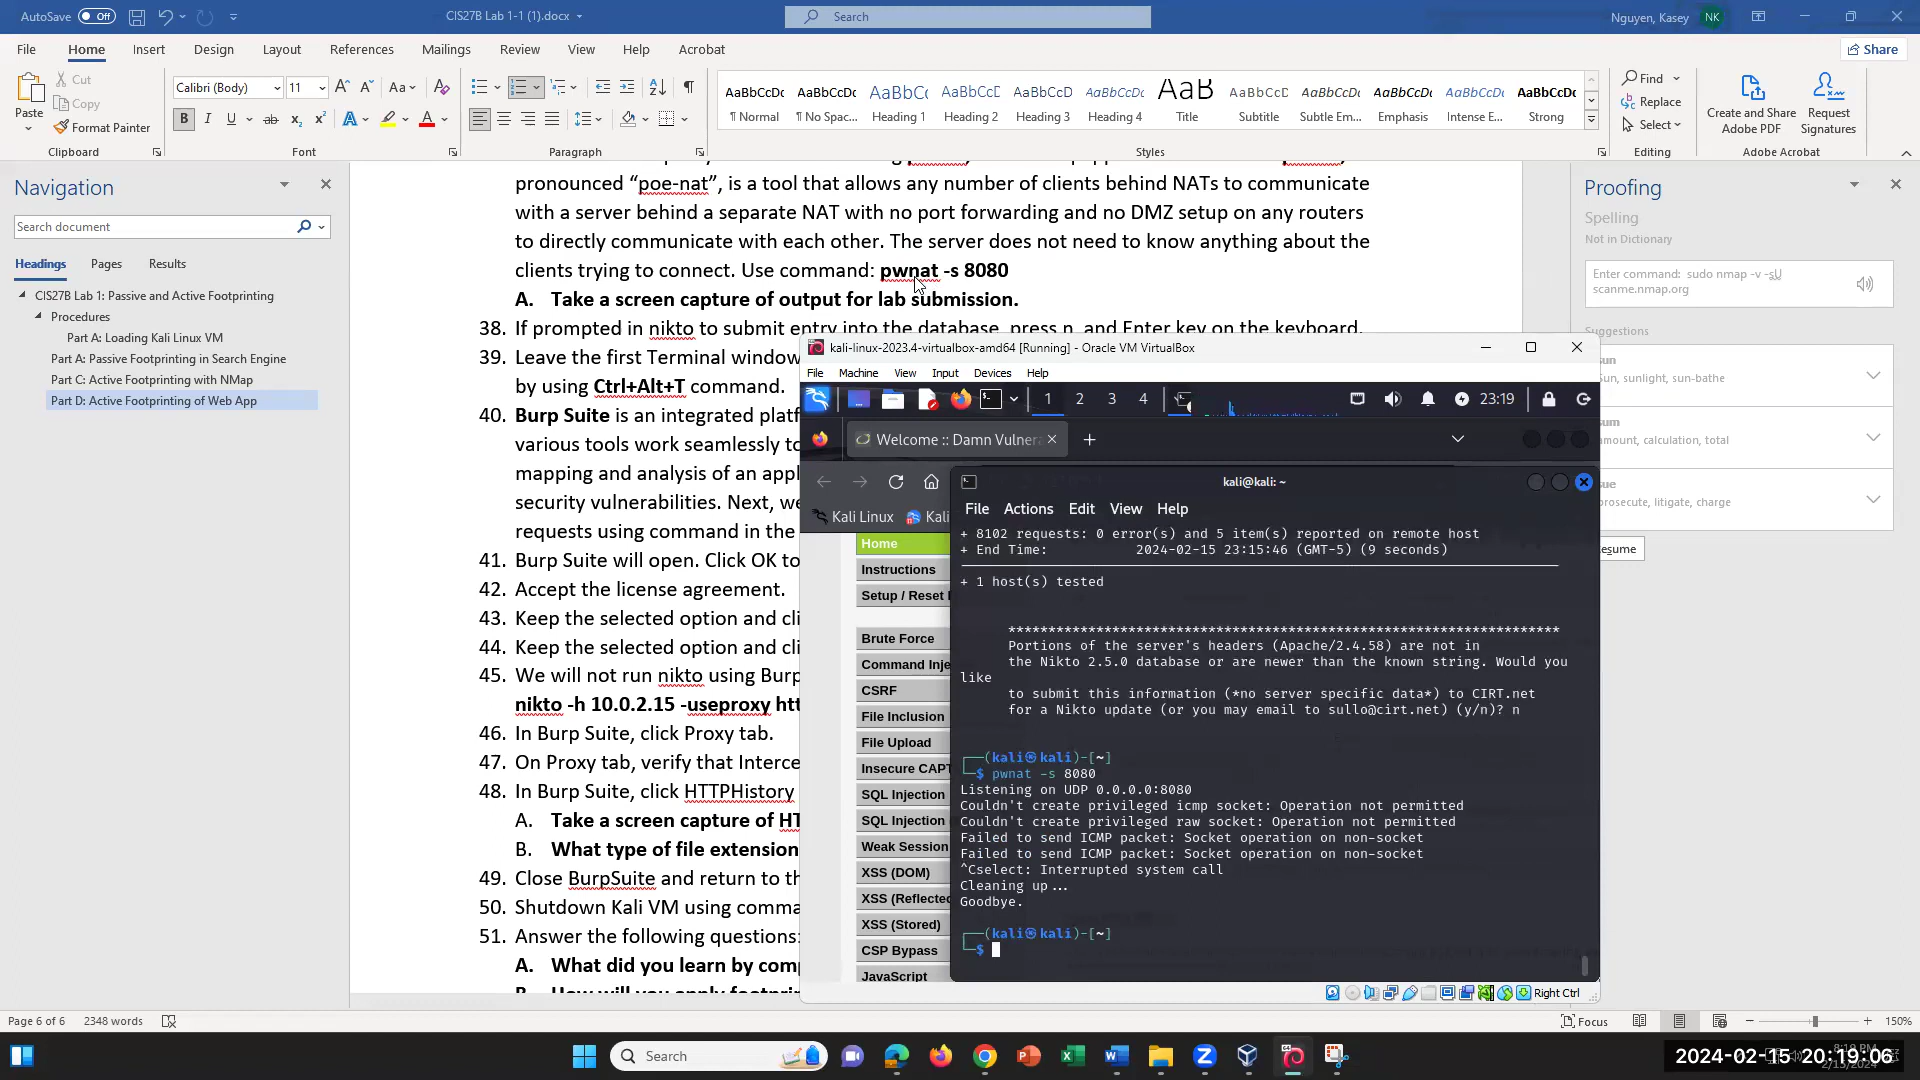 AutoSave Off
CIS27B Lab 1-1 (1).docx
Search
Nguyen, Kasey NK
File Home Insert Design Layout References Mailings Review View Help Acrobat
Share
Paste
Cut
Copy
Format Painter
Clipboard
Calibri (Body) 11
Font
Paragraph
AaBbCcDc AaBbCcDc AaBbCc AaBbCcD AaBbCcDc AaBbCcDc AaB AaBbCcD AaBbCcDc AaBbCcDc AaBbCcDc AaBbCcDc
¶ Normal ¶ No Spac... Heading 1 Heading 2 Heading 3 Heading 4 Title Subtitle Subtle Em... Emphasis Intense E... Strong
Styles
Find
Replace
Select
Editing
Create and Share Adobe PDF
Request Signatures
Adobe Acrobat
Navigation
Search document
Headings Pages Results
CIS27B Lab 1: Passive and Active Footprinting
Procedures
Part A: Loading Kali Linux VM
Part A: Passive Footprinting in Search Engine
Part C: Active Footprinting with NMap
Part D: Active Footprinting of Web App
pronounced “poe-nat”, is a tool that allows any number of clients behind NATs to communicate
with a server behind a separate NAT with no port forwarding and no DMZ setup on any routers
to directly communicate with each other. The server does not need to know anything about the
clients trying to connect. Use command: pwnat -s 8080
A. Take a screen capture of output for lab submission.
38. If prompted in nikto to submit entry into the database, press n, and Enter key on the keyboard.
39. Leave the first Terminal window
by using Ctrl+Alt+T command.
40. Burp Suite is an integrated platf
various tools work seamlessly to
mapping and analysis of an appl
security vulnerabilities. Next, we
requests using command in the
41. Burp Suite will open. Click OK to
42. Accept the license agreement.
43. Keep the selected option and cli
44. Keep the selected option and cli
45. We will not run nikto using Burp
nikto -h 10.0.2.15 -useproxy htt
46. In Burp Suite, click Proxy tab.
47. On Proxy tab, verify that Interce
48. In Burp Suite, click HTTPHistory
A. Take a screen capture of HT
B. What type of file extension
49. Close BurpSuite and return to th
50. Shutdown Kali VM using comma
51. Answer the following questions:
A. What did you learn by comp
B. How will you apply footprin
Proofing
Spelling
Not in Dictionary
Enter command: sudo nmap -v -sU
scanme.nmap.org
Suggestions
sun
Sun, sunlight, sun-bathe
sum
amount, calculation, total
sue
prosecute, litigate, charge
esume
kali-linux-2023.4-virtualbox-amd64 [Running] - Oracle VM VirtualBox
File Machine View Input Devices Help
1 2 3 4
23:19
Welcome :: Damn Vulnera
Kali Linux Kali
Home
Instructions
Setup / Reset
Brute Force
Command Inje
CSRF
File Inclusion
File Upload
Insecure CAPT
SQL Injection
SQL Injection
Weak Session
XSS (DOM)
XSS (Reflected
XSS (Stored)
CSP Bypass
JavaScript
kali@kali: ~
File Actions Edit View Help
+ 8102 requests: 0 error(s) and 5 item(s) reported on remote host
+ End Time: 2024-02-15 23:15:46 (GMT-5) (9 seconds)
+ 1 host(s) tested
*********************************************************************
Portions of the server's headers (Apache/2.4.58) are not in
the Nikto 2.5.0 database or are newer than the known string. Would you
like
to submit this information (*no server specific data*) to CIRT.net
for a Nikto update (or you may email to sullo@cirt.net) (y/n)? n
┌──(kali㉿kali)-[~]
└─$ pwnat -s 8080
Listening on UDP 0.0.0.0:8080
Couldn't create privileged icmp socket: Operation not permitted
Couldn't create privileged raw socket: Operation not permitted
Failed to send ICMP packet: Socket operation on non-socket
Failed to send ICMP packet: Socket operation on non-socket
^Cselect: Interrupted system call
Cleaning up...
Goodbye.
┌──(kali㉿kali)-[~]
└─$
Right Ctrl
Page 6 of 6 2348 words
Focus
150%
Search
2024-02-15 20:19:06